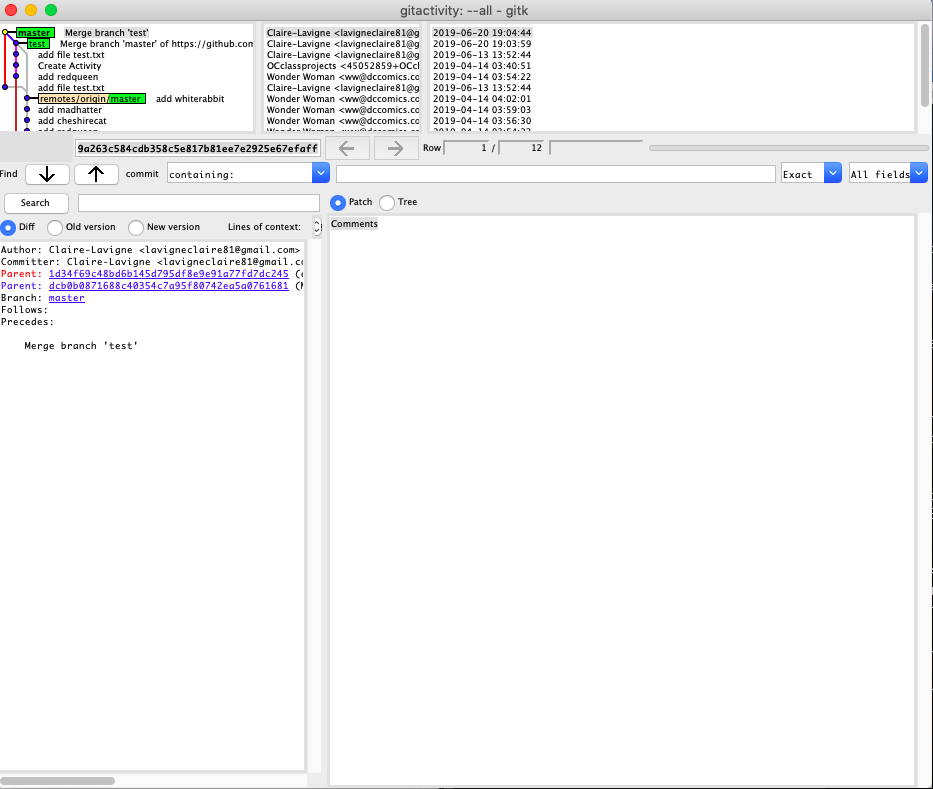 gitactivity: --all - gitk
master Merge branch 'test' Claire-Lavigne <lavigneclaire81@g 2019-06-20 19:04:44
test Merge branch 'master' of https://github.com Claire-Lavigne <lavigneclaire81@g 2019-06-20 19:03:59
add file test.txt Claire-Lavigne <lavigneclaire81@g 2019-06-13 13:52:44
Create Activity OCclassprojects <45052859+OCcl 2019-04-14 03:40:51
add redqueen Wonder Woman <ww@dccomics.co 2019-04-14 03:54:22
add file test.txt Claire-Lavigne <lavigneclaire81@g 2019-06-13 13:52:44
remotes/origin/master add whiterabbit Wonder Woman <ww@dccomics.co 2019-04-14 04:02:01
add madhatter Wonder Woman <ww@dccomics.co 2019-04-14 03:59:03
add cheshirecat Wonder Woman <ww@dccomics.co 2019-04-14 03:56:30
add redqueen Wonder Woman <ww@dccomics.co 2019-04-14 03:54:22
9a263c584cdb358c5e817b81ee7e2925e67efaff Row 1 / 12
Find commit containing: Exact All fields
Search Patch Tree
Diff Old version New version Lines of context:
Comments
Author: Claire-Lavigne <lavigneclaire81@gmail.com>
Committer: Claire-Lavigne <lavigneclaire81@gmail.co
Parent: 1d34f69c48bd6b145d795df8e9e91a77fd7dc245 (
Parent: dcb0b0871688c40354c7a95f80742ea5a0761681 (
Branch: master
Follows:
Precedes:
Merge branch 'test'